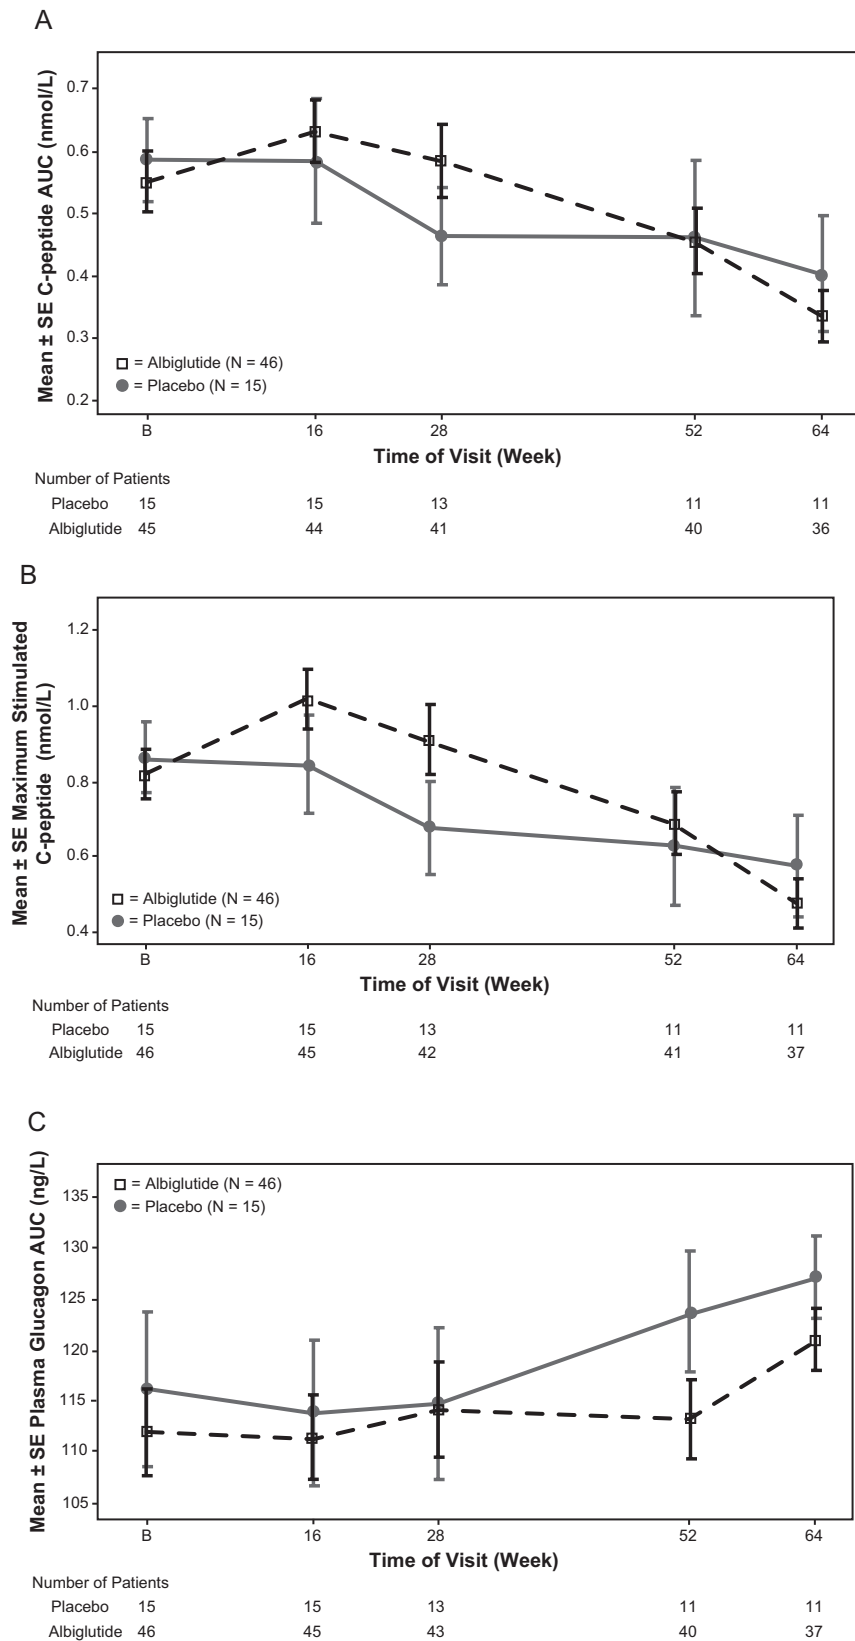 A
Mean ± SE C-peptide AUC (nmol/L)
0.7
0.6
0.5
0.4
0.3
0.2
= Albiglutide (N = 46)
= Placebo (N = 15)
B 16 28 52 64
Time of Visit (Week)
Number of Patients
Placebo 15 15 13 11 11
Albiglutide 45 44 41 40 36
B
Mean ± SE Maximum Stimulated
C-peptide (nmol/L)
1.2
1.0
0.8
0.6
0.4
= Albiglutide (N = 46)
= Placebo (N = 15)
B 16 28 52 64
Time of Visit (Week)
Number of Patients
Placebo 15 15 13 11 11
Albiglutide 46 45 42 41 37
C
Mean ± SE Plasma Glucagon AUC (ng/L)
= Albiglutide (N = 46)
= Placebo (N = 15)
135
130
125
120
115
110
105
B 16 28 52 64
Time of Visit (Week)
Number of Patients
Placebo 15 15 13 11 11
Albiglutide 46 45 43 40 37